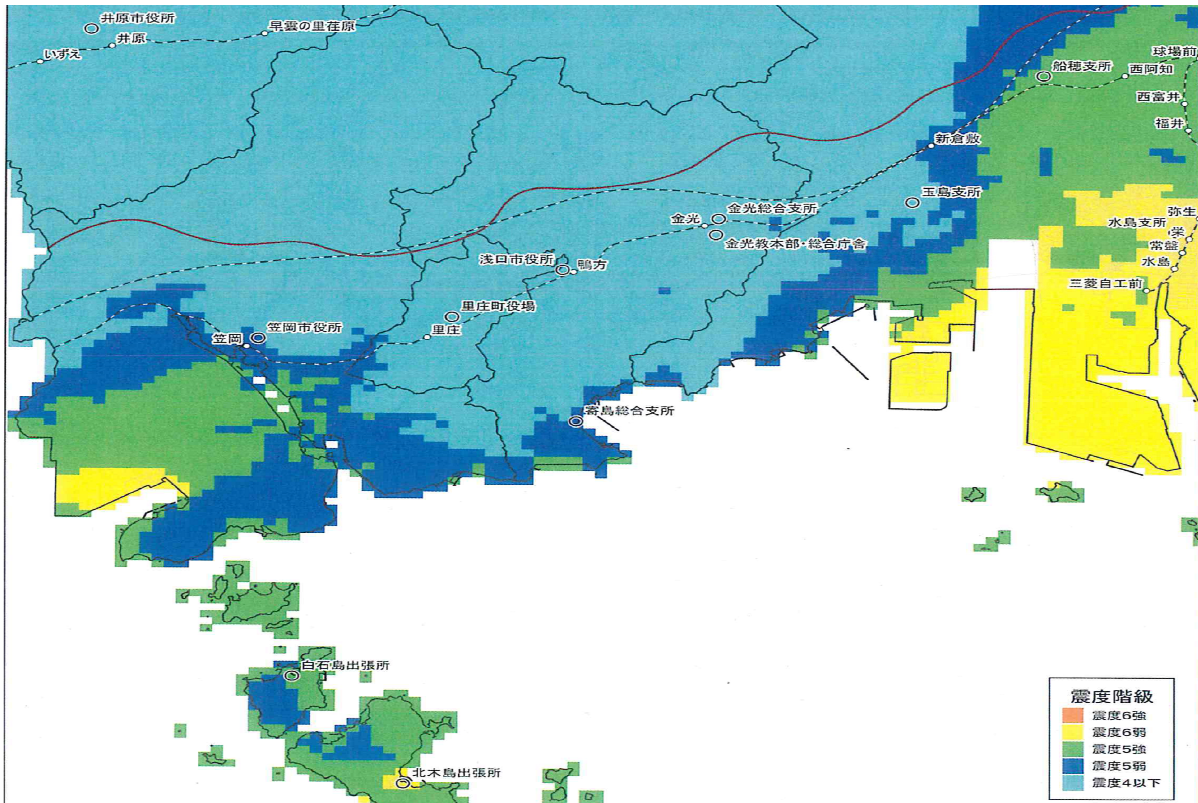 井原市役所
早雲の里荏原
井原
いずえ
球場前
船穂支所
西阿知
西富井
福井
新倉敷
玉島支所
弥生
水島支所
栄
常盤
水島
三菱自工前
金光
金光総合支所
金光教本部・総合庁舎
浅口市役所
鴨方
里庄町役場
里庄
笠岡市役所
笠岡
寄島総合支所
白石島出張所
北木島出張所
震度階級
震度6強
震度6弱
震度5強
震度5弱
震度4以下